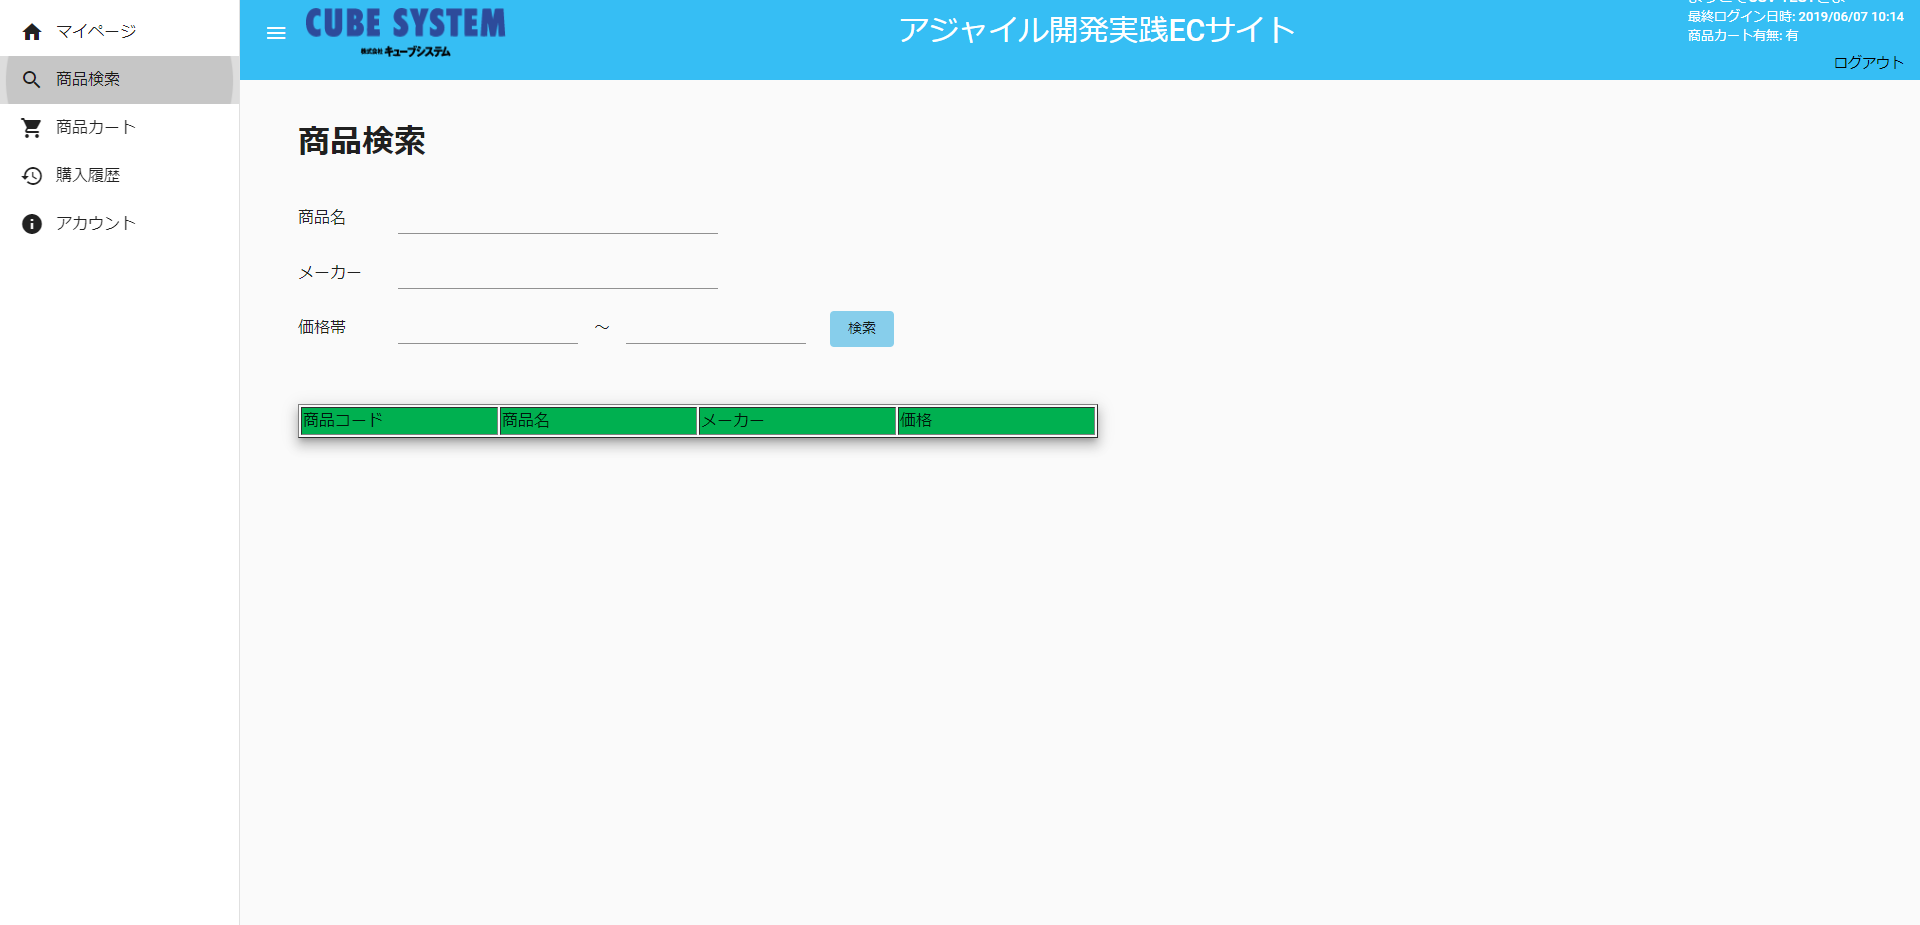 マイページ
商品検索
商品カート
購入履歴
アカウント
CUBE SYSTEM
株式会社 キューブシステム
アジャイル開発実践ECサイト
最終ログイン日時: 2019/06/07 10:14
商品カート有無: 有
ログアウト
商品検索
商品名
メーカー
価格帯 ～ 検索
商品コード 商品名 メーカー 価格